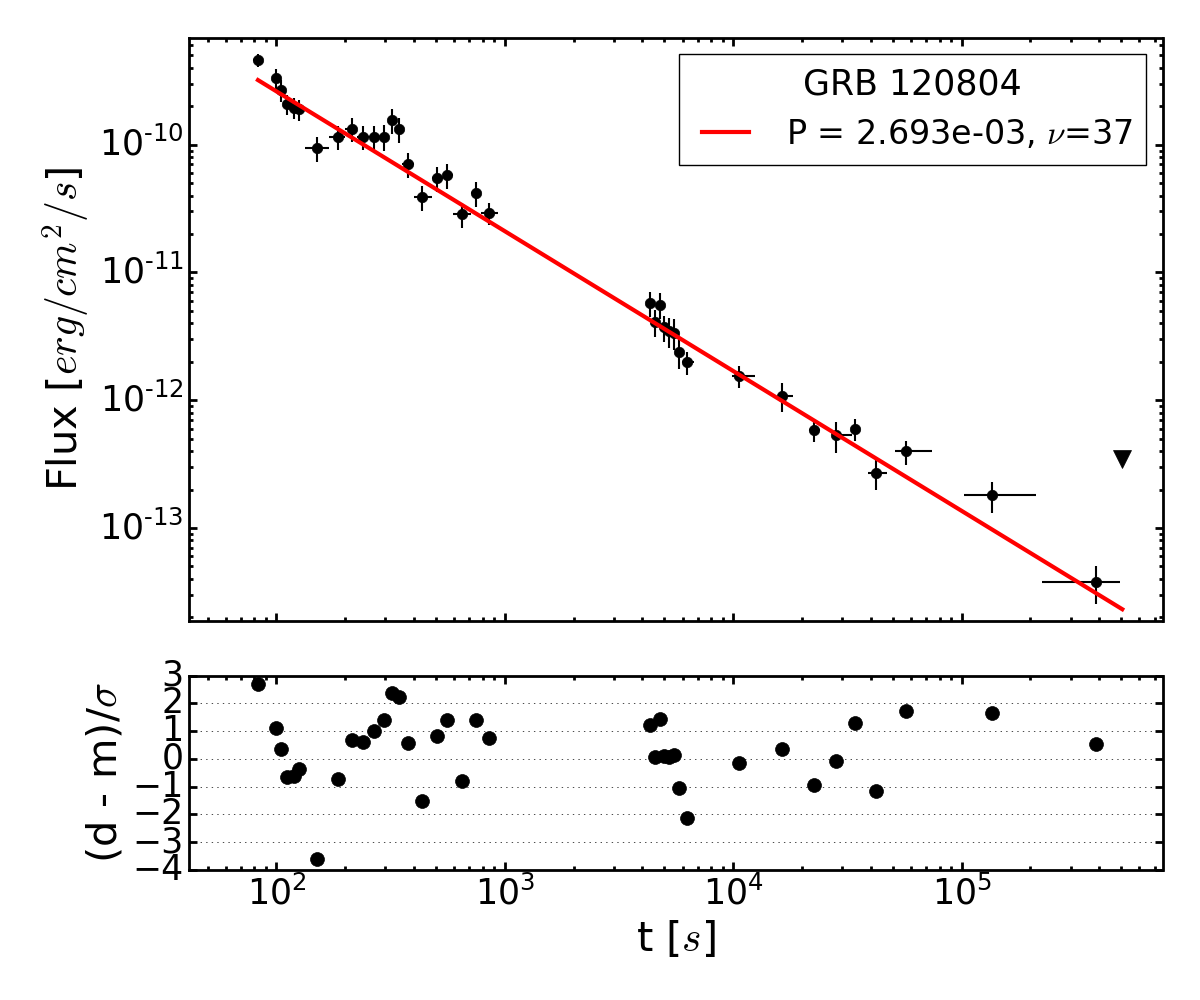 GRB 120804
P = 2.693e-03, ν=37
Flux [erg/cm²/s]
10⁻¹⁰
10⁻¹¹
10⁻¹²
10⁻¹³
(d - m)/σ
3
2
1
0
−1
−2
−3
−4
10² 10³ 10⁴ 10⁵
t [s]